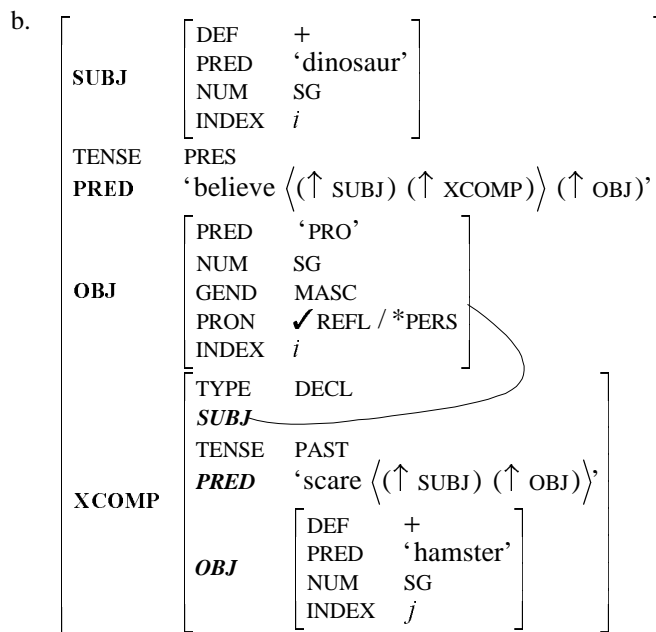 b.
DEF +
PRED ‘dinosaur’
SUBJ
NUM SG
INDEX i
TENSE PRES
PRED ‘believe ⟨(↑ SUBJ) (↑ XCOMP)⟩ (↑ OBJ)’
PRED ‘PRO’
NUM SG
OBJ GEND MASC
PRON ✓REFL / *PERS
INDEX i
TYPE DECL
SUBJ
TENSE PAST
XCOMP PRED ‘scare ⟨(↑ SUBJ) (↑ OBJ)⟩’
DEF +
PRED ‘hamster’
OBJ
NUM SG
INDEX j